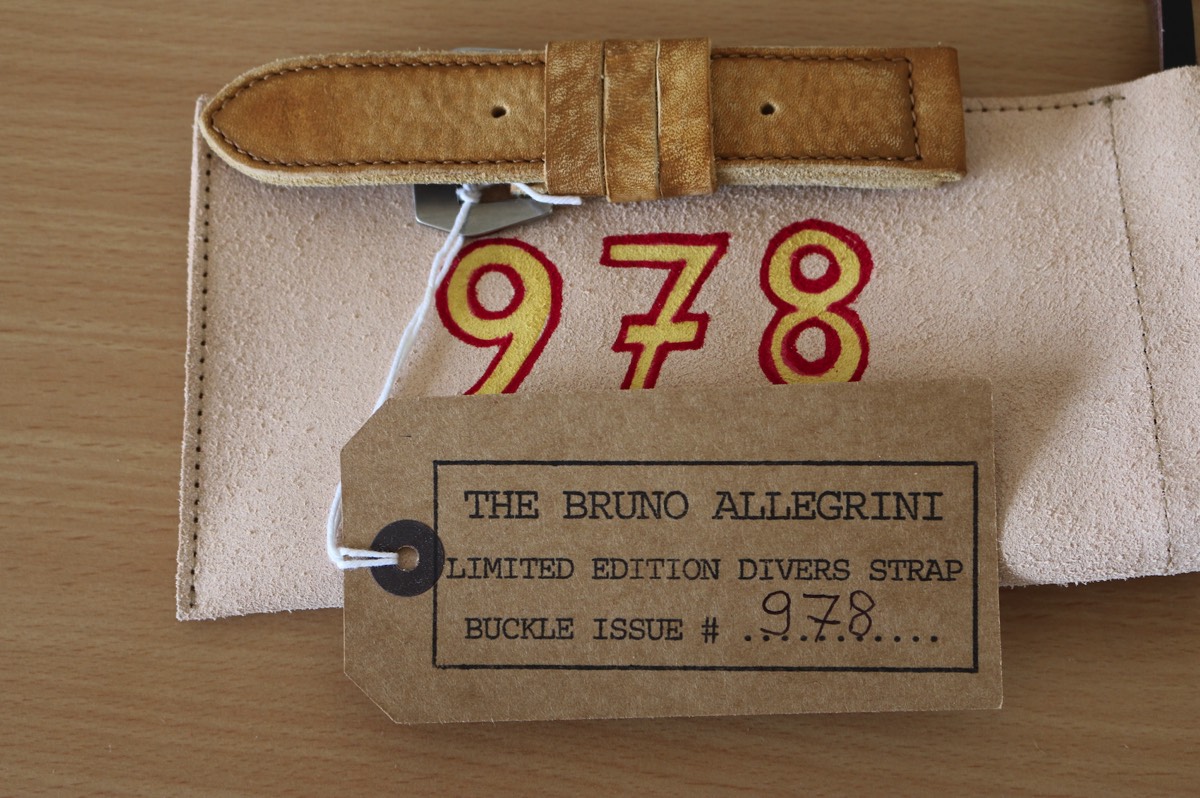 978
THE BRUNO ALLEGRINI
LIMITED EDITION DIVERS STRAP
BUCKLE ISSUE # 978